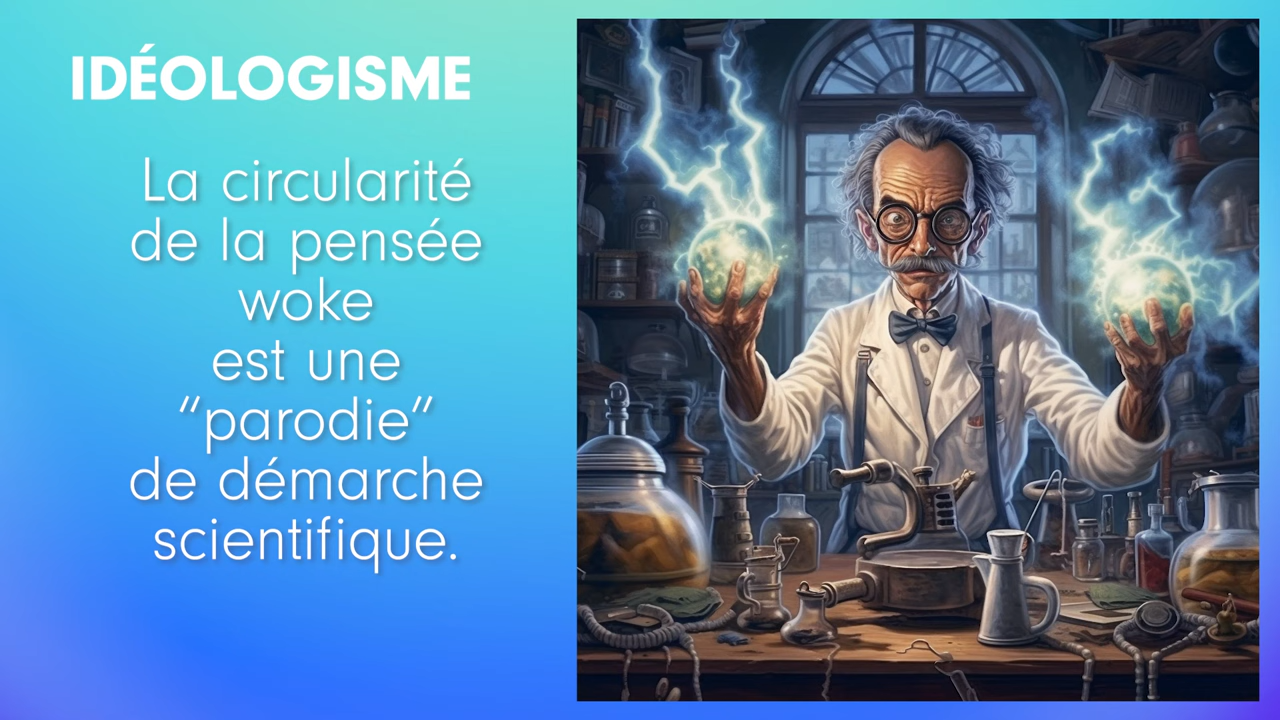 IDÉOLOGISME
La circularité
de la pensée
woke
est une
“parodie”
de démarche
scientifique.